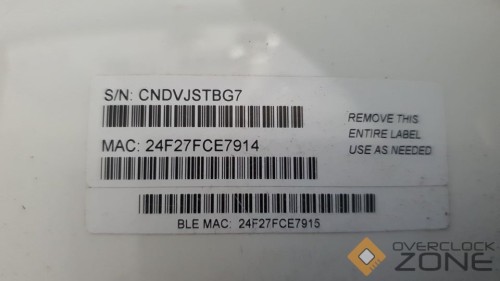 S/N: CNDVJSTBG7
MAC: 24F27FCE7914
REMOVE THIS
ENTIRE LABEL
USE AS NEEDED
BLE MAC: 24F27FCE7915
OVERCLOCK
ZONE